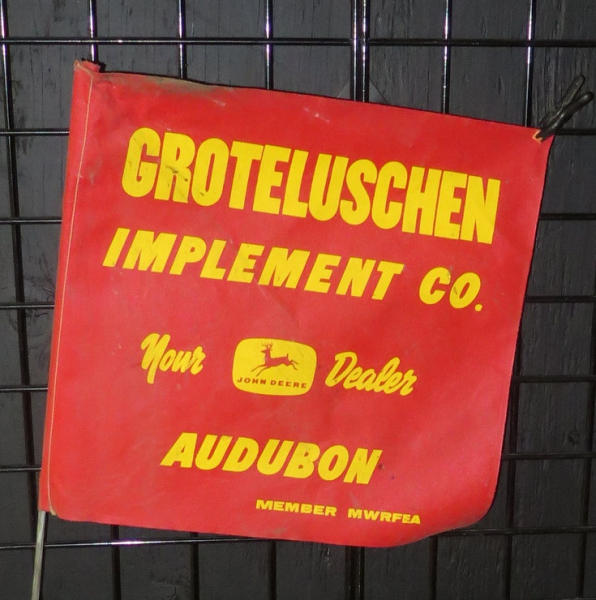 GROTELUSCHEN
IMPLEMENT CO.
Your JOHN DEERE Dealer
AUDUBON
MEMBER MWRFEA